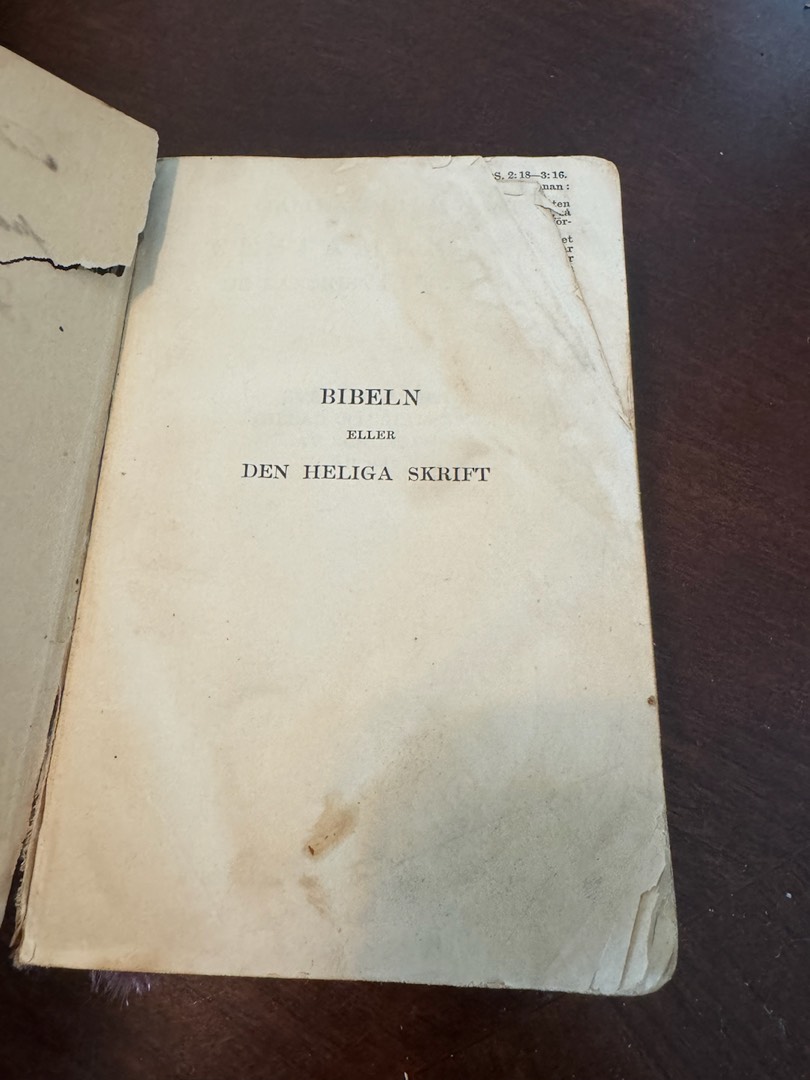 BIBELN
ELLER
DEN HELIGA SKRIFT
S. 2:18—3:16.